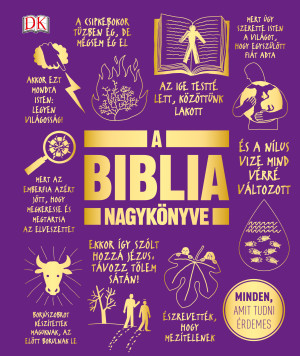 DK
A CSIPKEBOKOR
TŰZBEN ÉG, DE
MÉGSEM ÉG EL
MERT ÚGY
SZERETTE ISTEN
A VILÁGOT,
HOGY EGYSZÜLÖTT
FIÁT ADTA
AKKOR EZT
MONDTA
ISTEN:
LEGYEN
VILÁGOSSÁG!
AZ IGE TESTTÉ
LETT, KÖZÖTTÜNK
LAKOTT
A
BIBLIA
NAGYKÖNYVE
ÉS A NÍLUS
VIZE MIND
VÉRRÉ
VÁLTOZOTT
MERT AZ
EMBERFIA AZÉRT
JÖTT, HOGY
MEGKERESSE ÉS
MEGTARTSA
AZ ELVESZETTET
EKKOR ÍGY SZÓLT
HOZZÁ JÉZUS:
TÁVOZZ TŐLEM
SÁTÁN!
BORJÚSZOBROT
KÉSZÍTETTEK
MAGUKNAK, AZ
ELŐTT BORULNAK LE
ÉSZREVETTÉK,
HOGY
MEZÍTELENEK
MINDEN,
AMIT TUDNI
ÉRDEMES